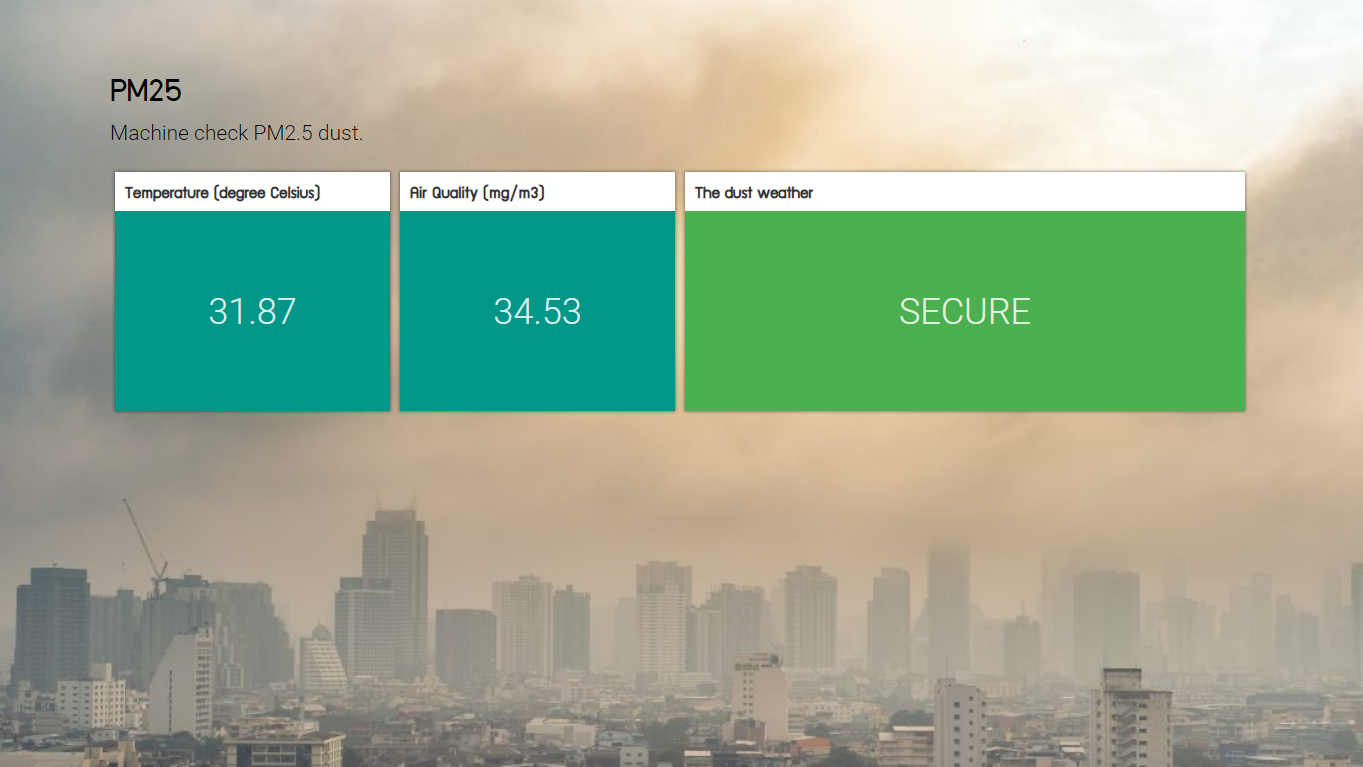 PM25
Machine check PM2.5 dust.
Temperature (degree Celsius)
31.87
Air Quality (mg/m3)
34.53
The dust weather
SECURE